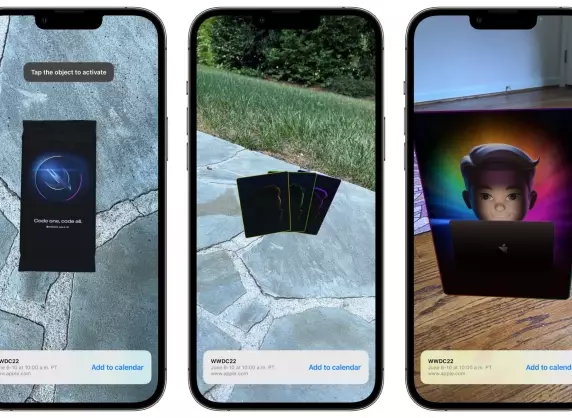 Tap the object to activate
Code one, code all.
WWDC22
June 6-10 at 10:00 a.m. PT
www.apple.com
Add to calendar
WWDC22
June 6-10 at 10:00 a.m. PT
www.apple.com
Add to calendar
WWDC22
June 6-10 at 10:00 a.m. PT
www.apple.com
Add to calend